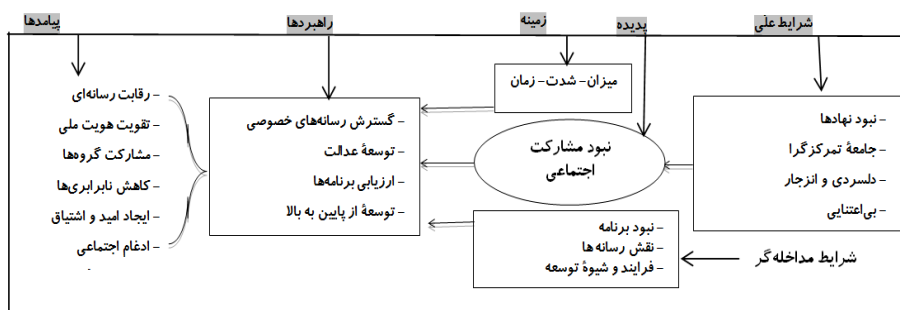 شرایط علّی
پدیده
زمینه
راهبردها
پیامدها
– نبود نهادها
– جامعهٔ تمرکزگرا
– دلسردی و انزجار
– بی‌اعتنایی
میزان- شدت- زمان
نبود مشارکت
اجتماعی
– نبود برنامه
– نقش رسانه ها
– فرایند و شیوهٔ توسعه
شرایط مداخله‌گر
– گسترش رسانه‌های خصوصی
– توسعهٔ عدالت
– ارزیابی برنامه‌ها
– توسعهٔ از پایین به بالا
– رقابت رسانه‌ای
– تقویت هویت ملی
– مشارکت گروه‌ها
– کاهش نابرابری‌ها
– ایجاد امید و اشتیاق
– ادغام اجتماعی